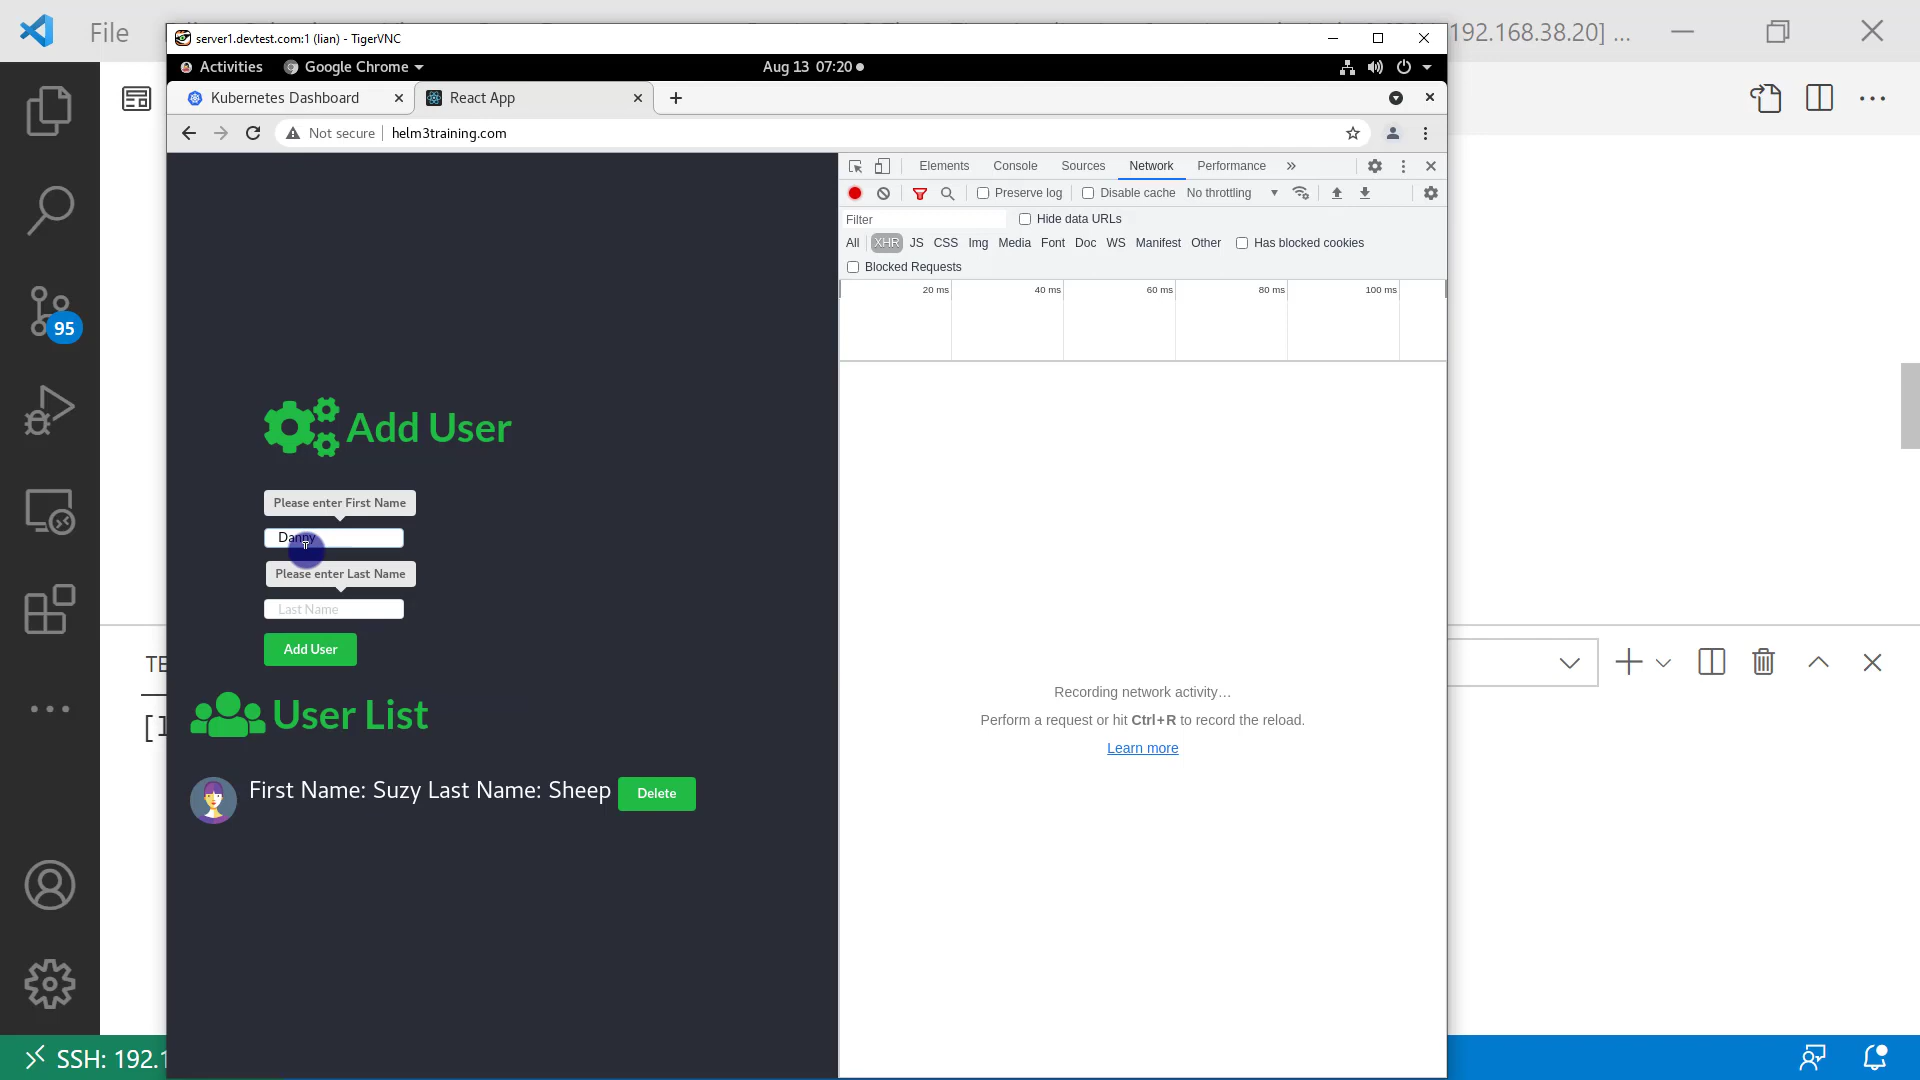 File
192.168.38.20] ...
server1.devtest.com:1 (lian) - TigerVNC
Activities
Google Chrome
Aug 13 07:20
Kubernetes Dashboard
React App
Not secure
helm3training.com
Elements
Console
Sources
Network
Performance
Preserve log
Disable cache
No throttling
Filter
Hide data URLs
All
XHR
JS
CSS
Img
Media
Font
Doc
WS
Manifest
Other
Has blocked cookies
Blocked Requests
20 ms
40 ms
60 ms
80 ms
100 ms
95
Add User
Please enter First Name
Danny
Please enter Last Name
Last Name
Add User
User List
First Name: Suzy Last Name: Sheep
Delete
Recording network activity…
Perform a request or hit Ctrl+R to record the reload.
Learn more
TE
SSH: 192.1